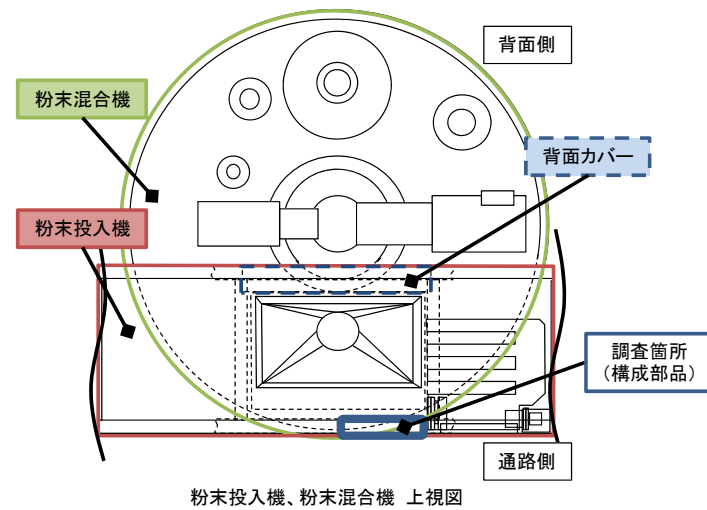 背面側
粉末混合機
背面カバー
粉末投入機
調査箇所
（構成部品）
通路側
粉末投入機、粉末混合機 上視図